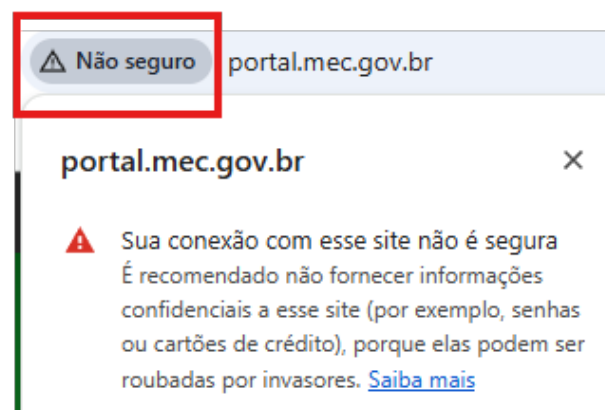 Não seguro portal.mec.gov.br
portal.mec.gov.br
Sua conexão com esse site não é segura
É recomendado não fornecer informações
confidenciais a esse site (por exemplo, senhas
ou cartões de crédito), porque elas podem ser
roubadas por invasores. Saiba mais